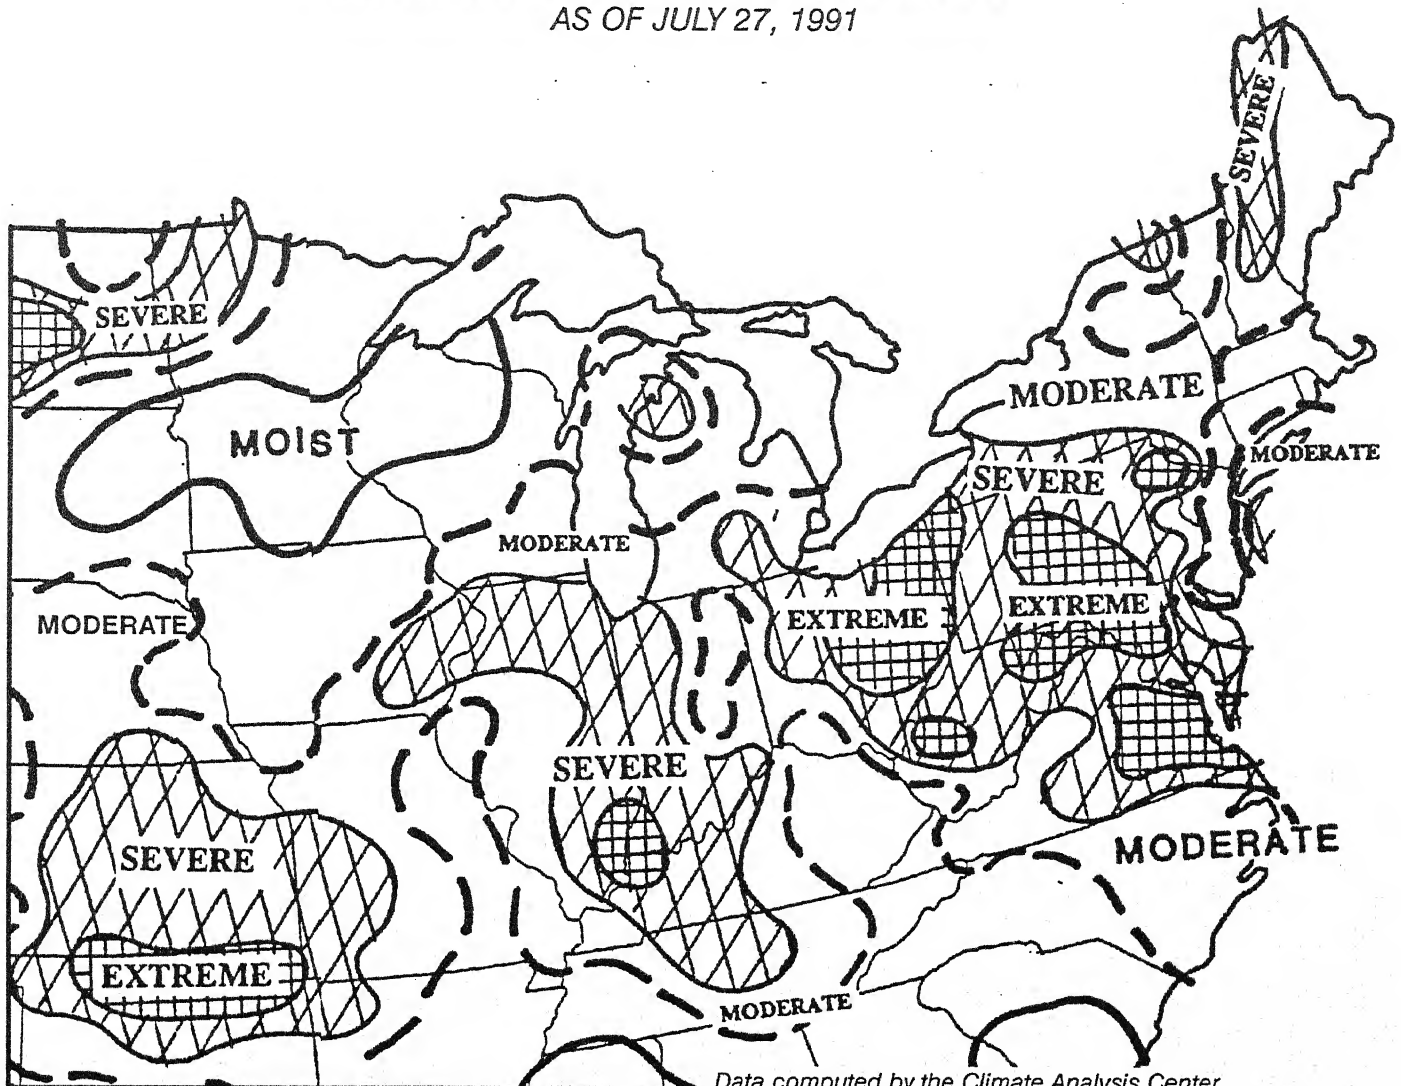 AS OF JULY 27, 1991
SEVERE
SEVERE
MOIST
MODERATE
MODERATE
SEVERE
MODERATE
MODERATE
EXTREME
EXTREME
SEVERE
SEVERE
MODERATE
EXTREME
MODERATE
Data computed by the Climate Analysis Center